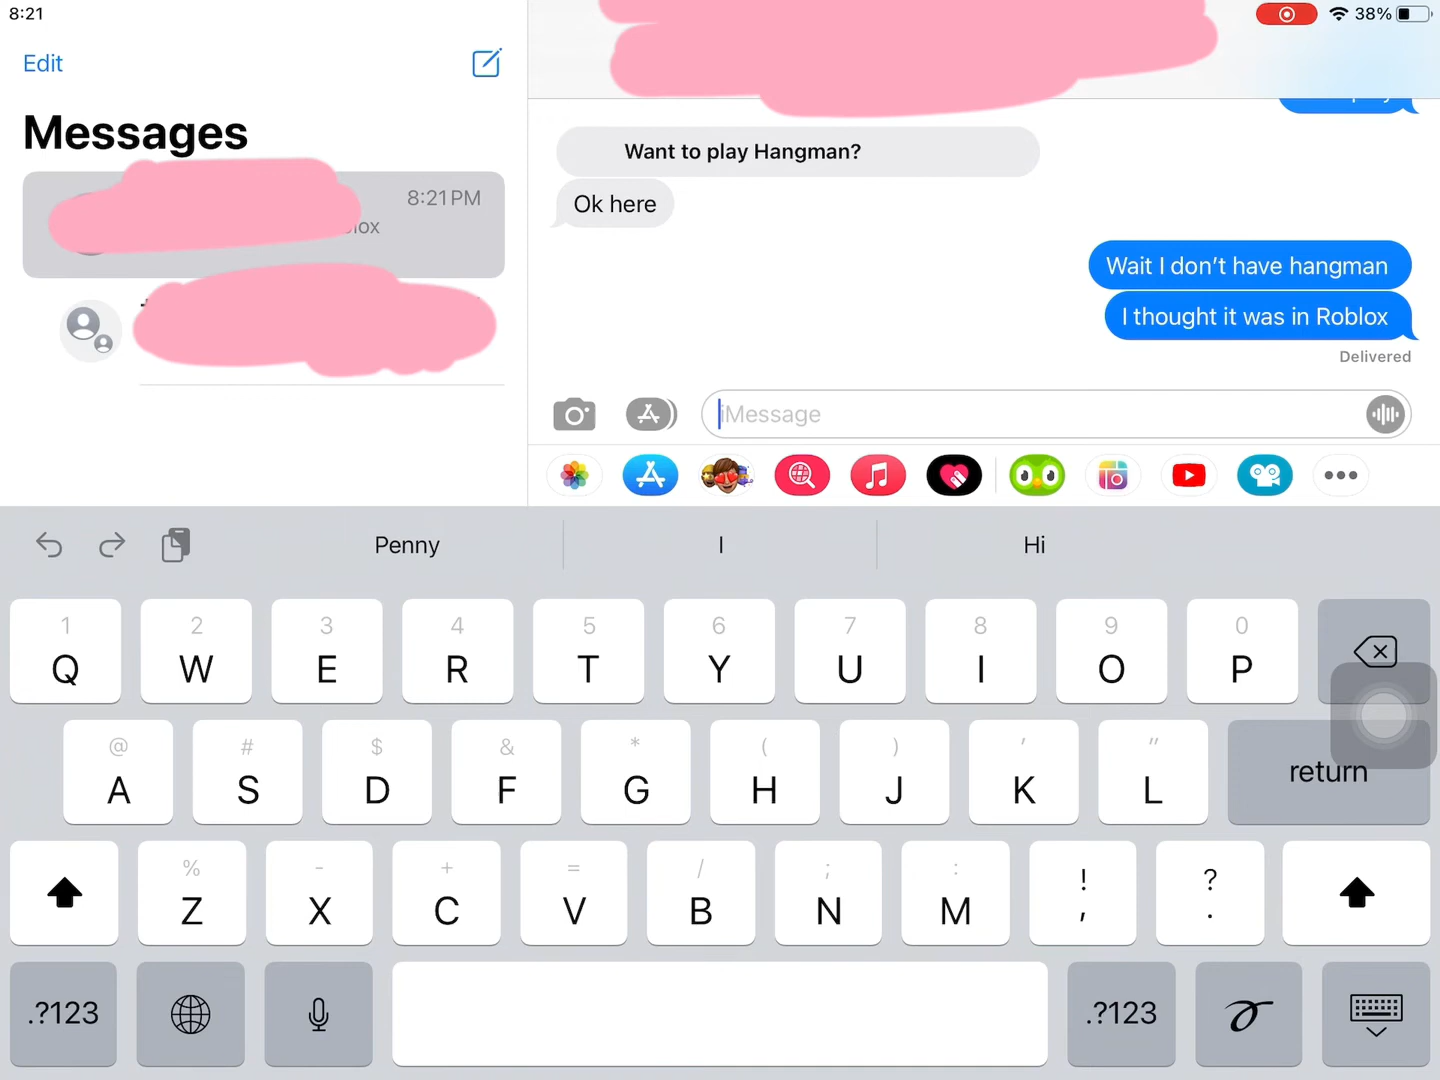 8:21
38%
Edit
Messages
8:21 PM
Want to play Hangman?
Ok here
Wait I don't have hangman
I thought it was in Roblox
Delivered
iMessage
Penny I Hi
1 2 3 4 5 6 7 8 9 0
Q W E R T Y U I O P
@ # $ & * ( ) ' "
A S D F G H J K L return
% - + = / ; : ! ?
Z X C V B N M , .
.?123 .?123